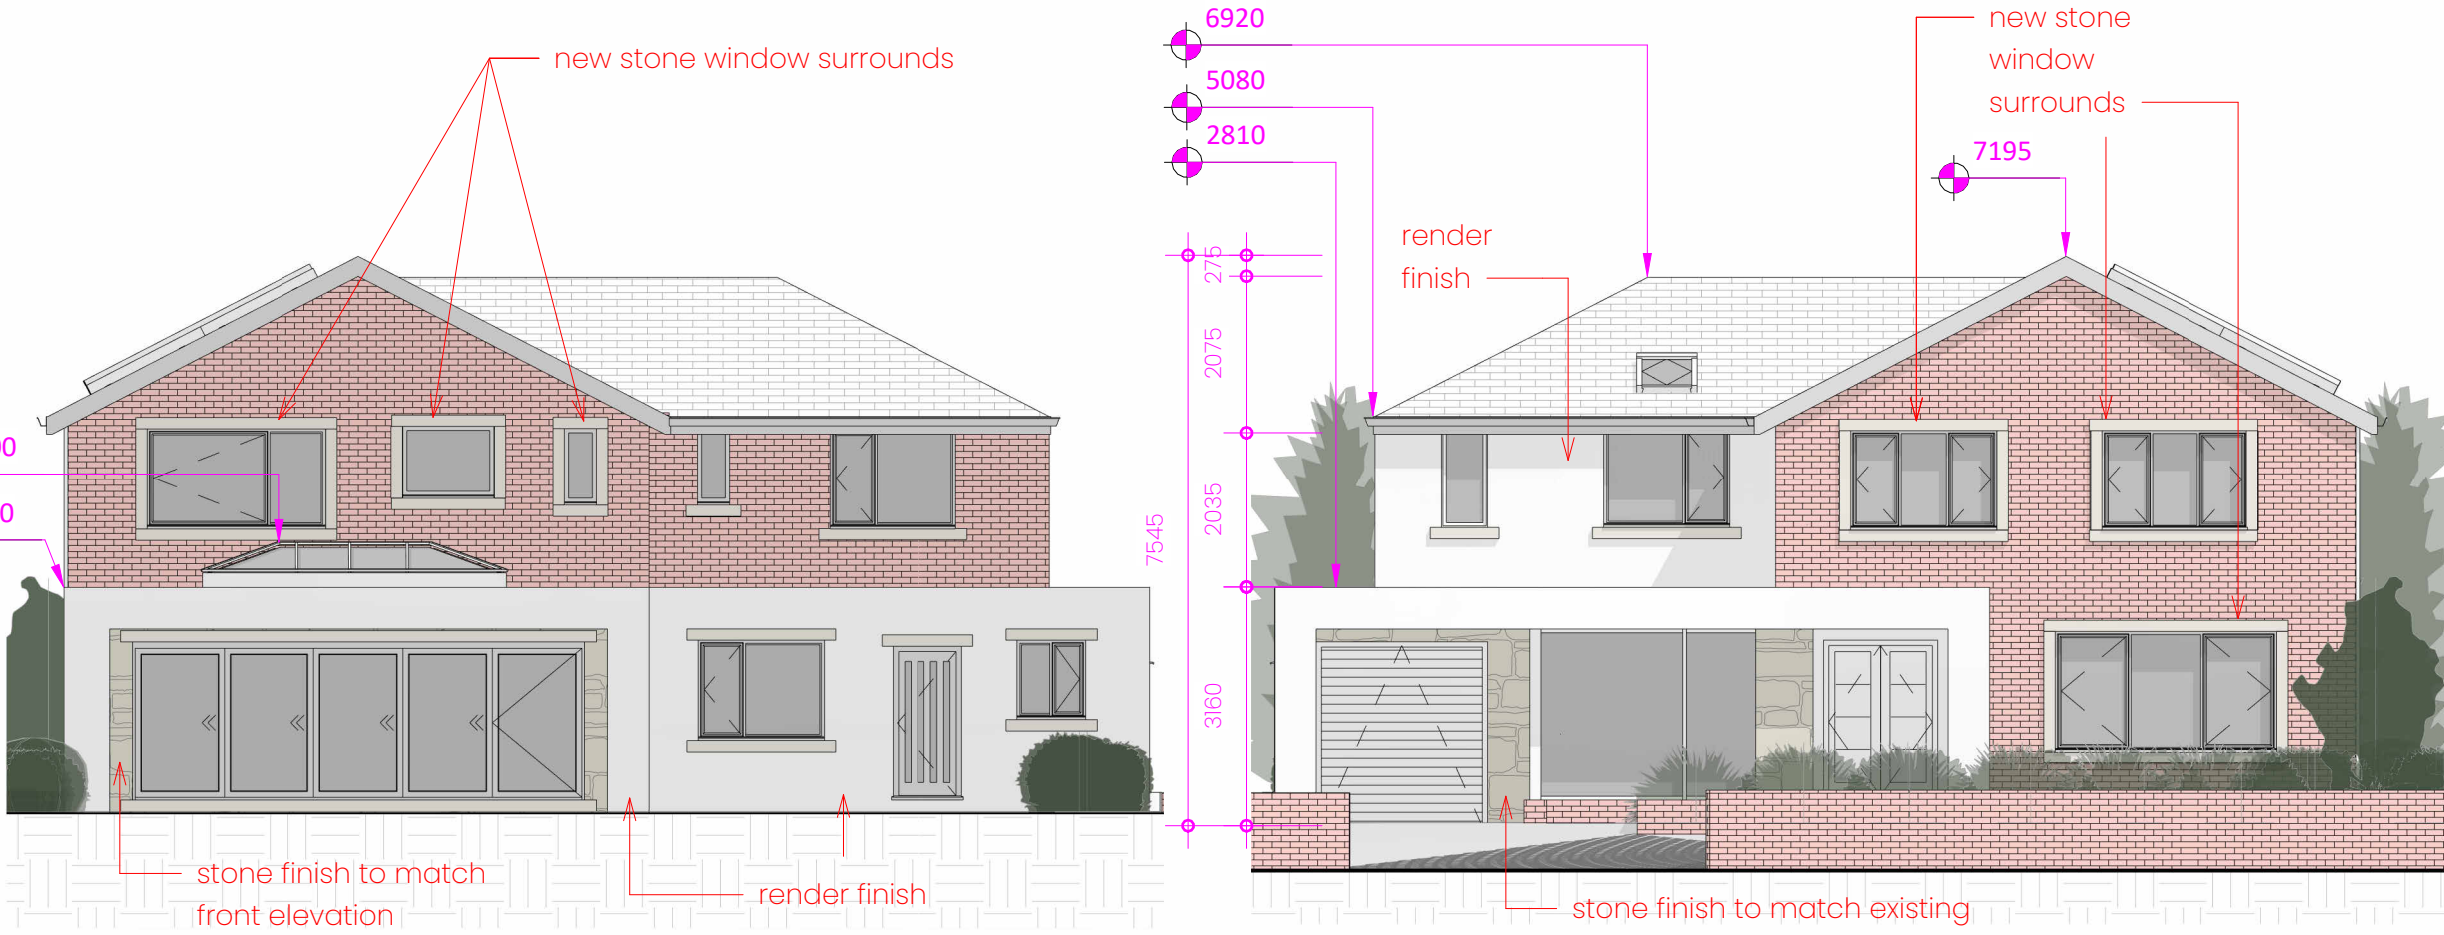 new stone window surrounds
00
0
stone finish to match
front elevation
render finish
6920
5080
2810
7195
new stone
window
surrounds
render
finish
275
2075
2035
3160
7545
stone finish to match existing